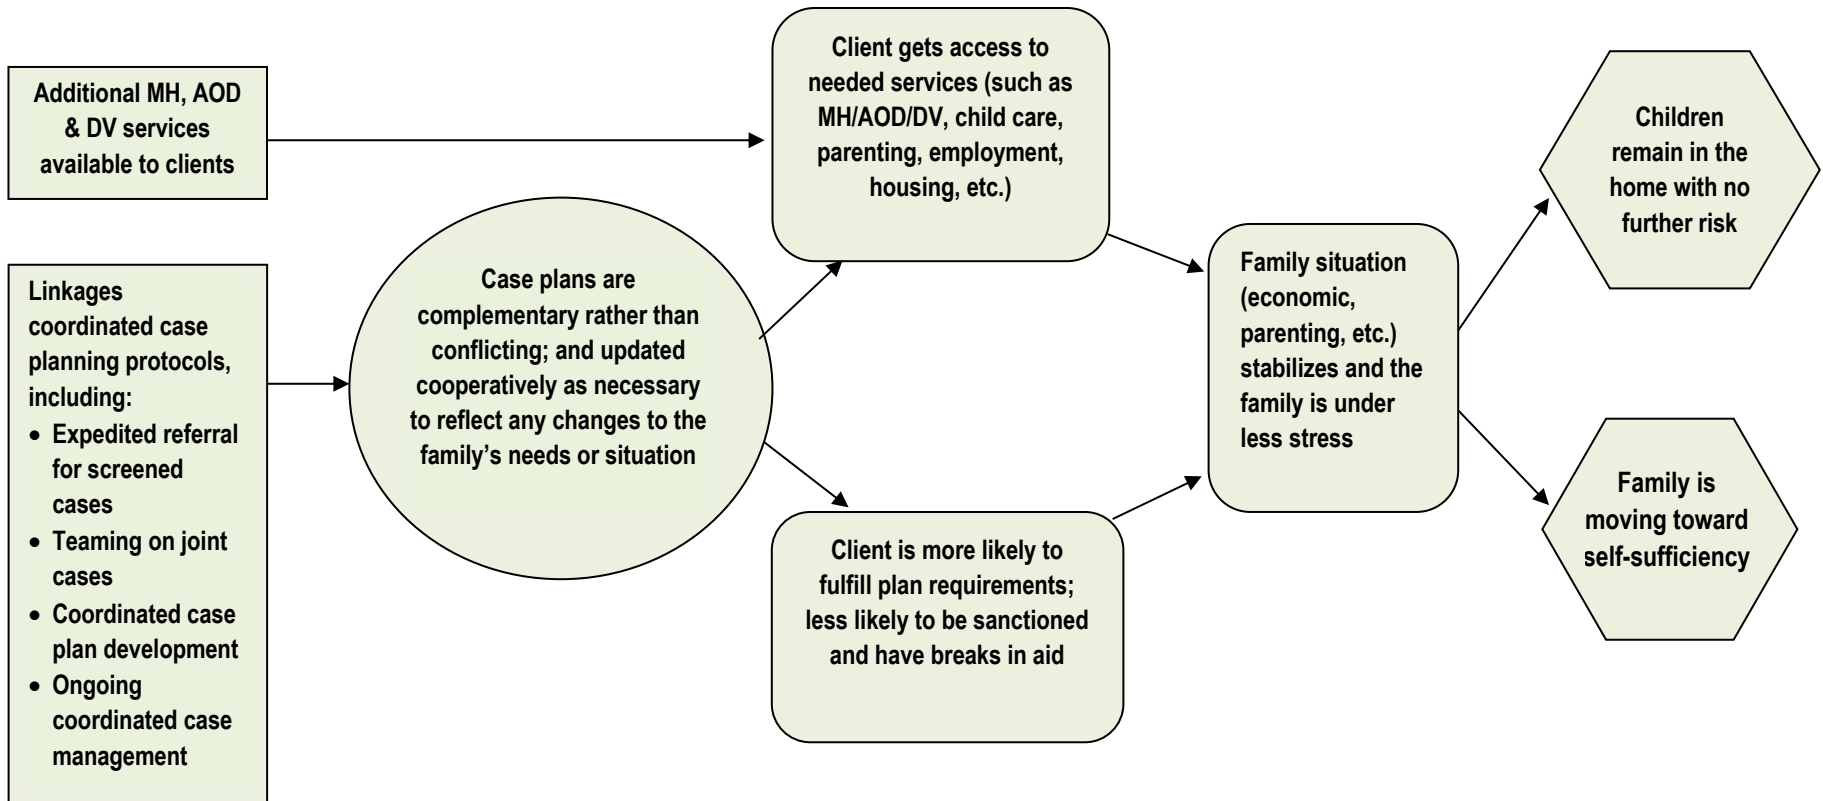 Additional MH, AOD
& DV services
available to clients
Linkages
coordinated case
planning protocols,
including:
• Expedited referral
for screened
cases
• Teaming on joint
cases
• Coordinated case
plan development
• Ongoing
coordinated case
management
Case plans are
complementary rather than
conflicting; and updated
cooperatively as necessary
to reflect any changes to the
family’s needs or situation
Client gets access to
needed services (such as
MH/AOD/DV, child care,
parenting, employment,
housing, etc.)
Client is more likely to
fulfill plan requirements;
less likely to be sanctioned
and have breaks in aid
Family situation
(economic,
parenting, etc.)
stabilizes and the
family is under
less stress
Children
remain in the
home with no
further risk
Family is
moving toward
self-sufficiency